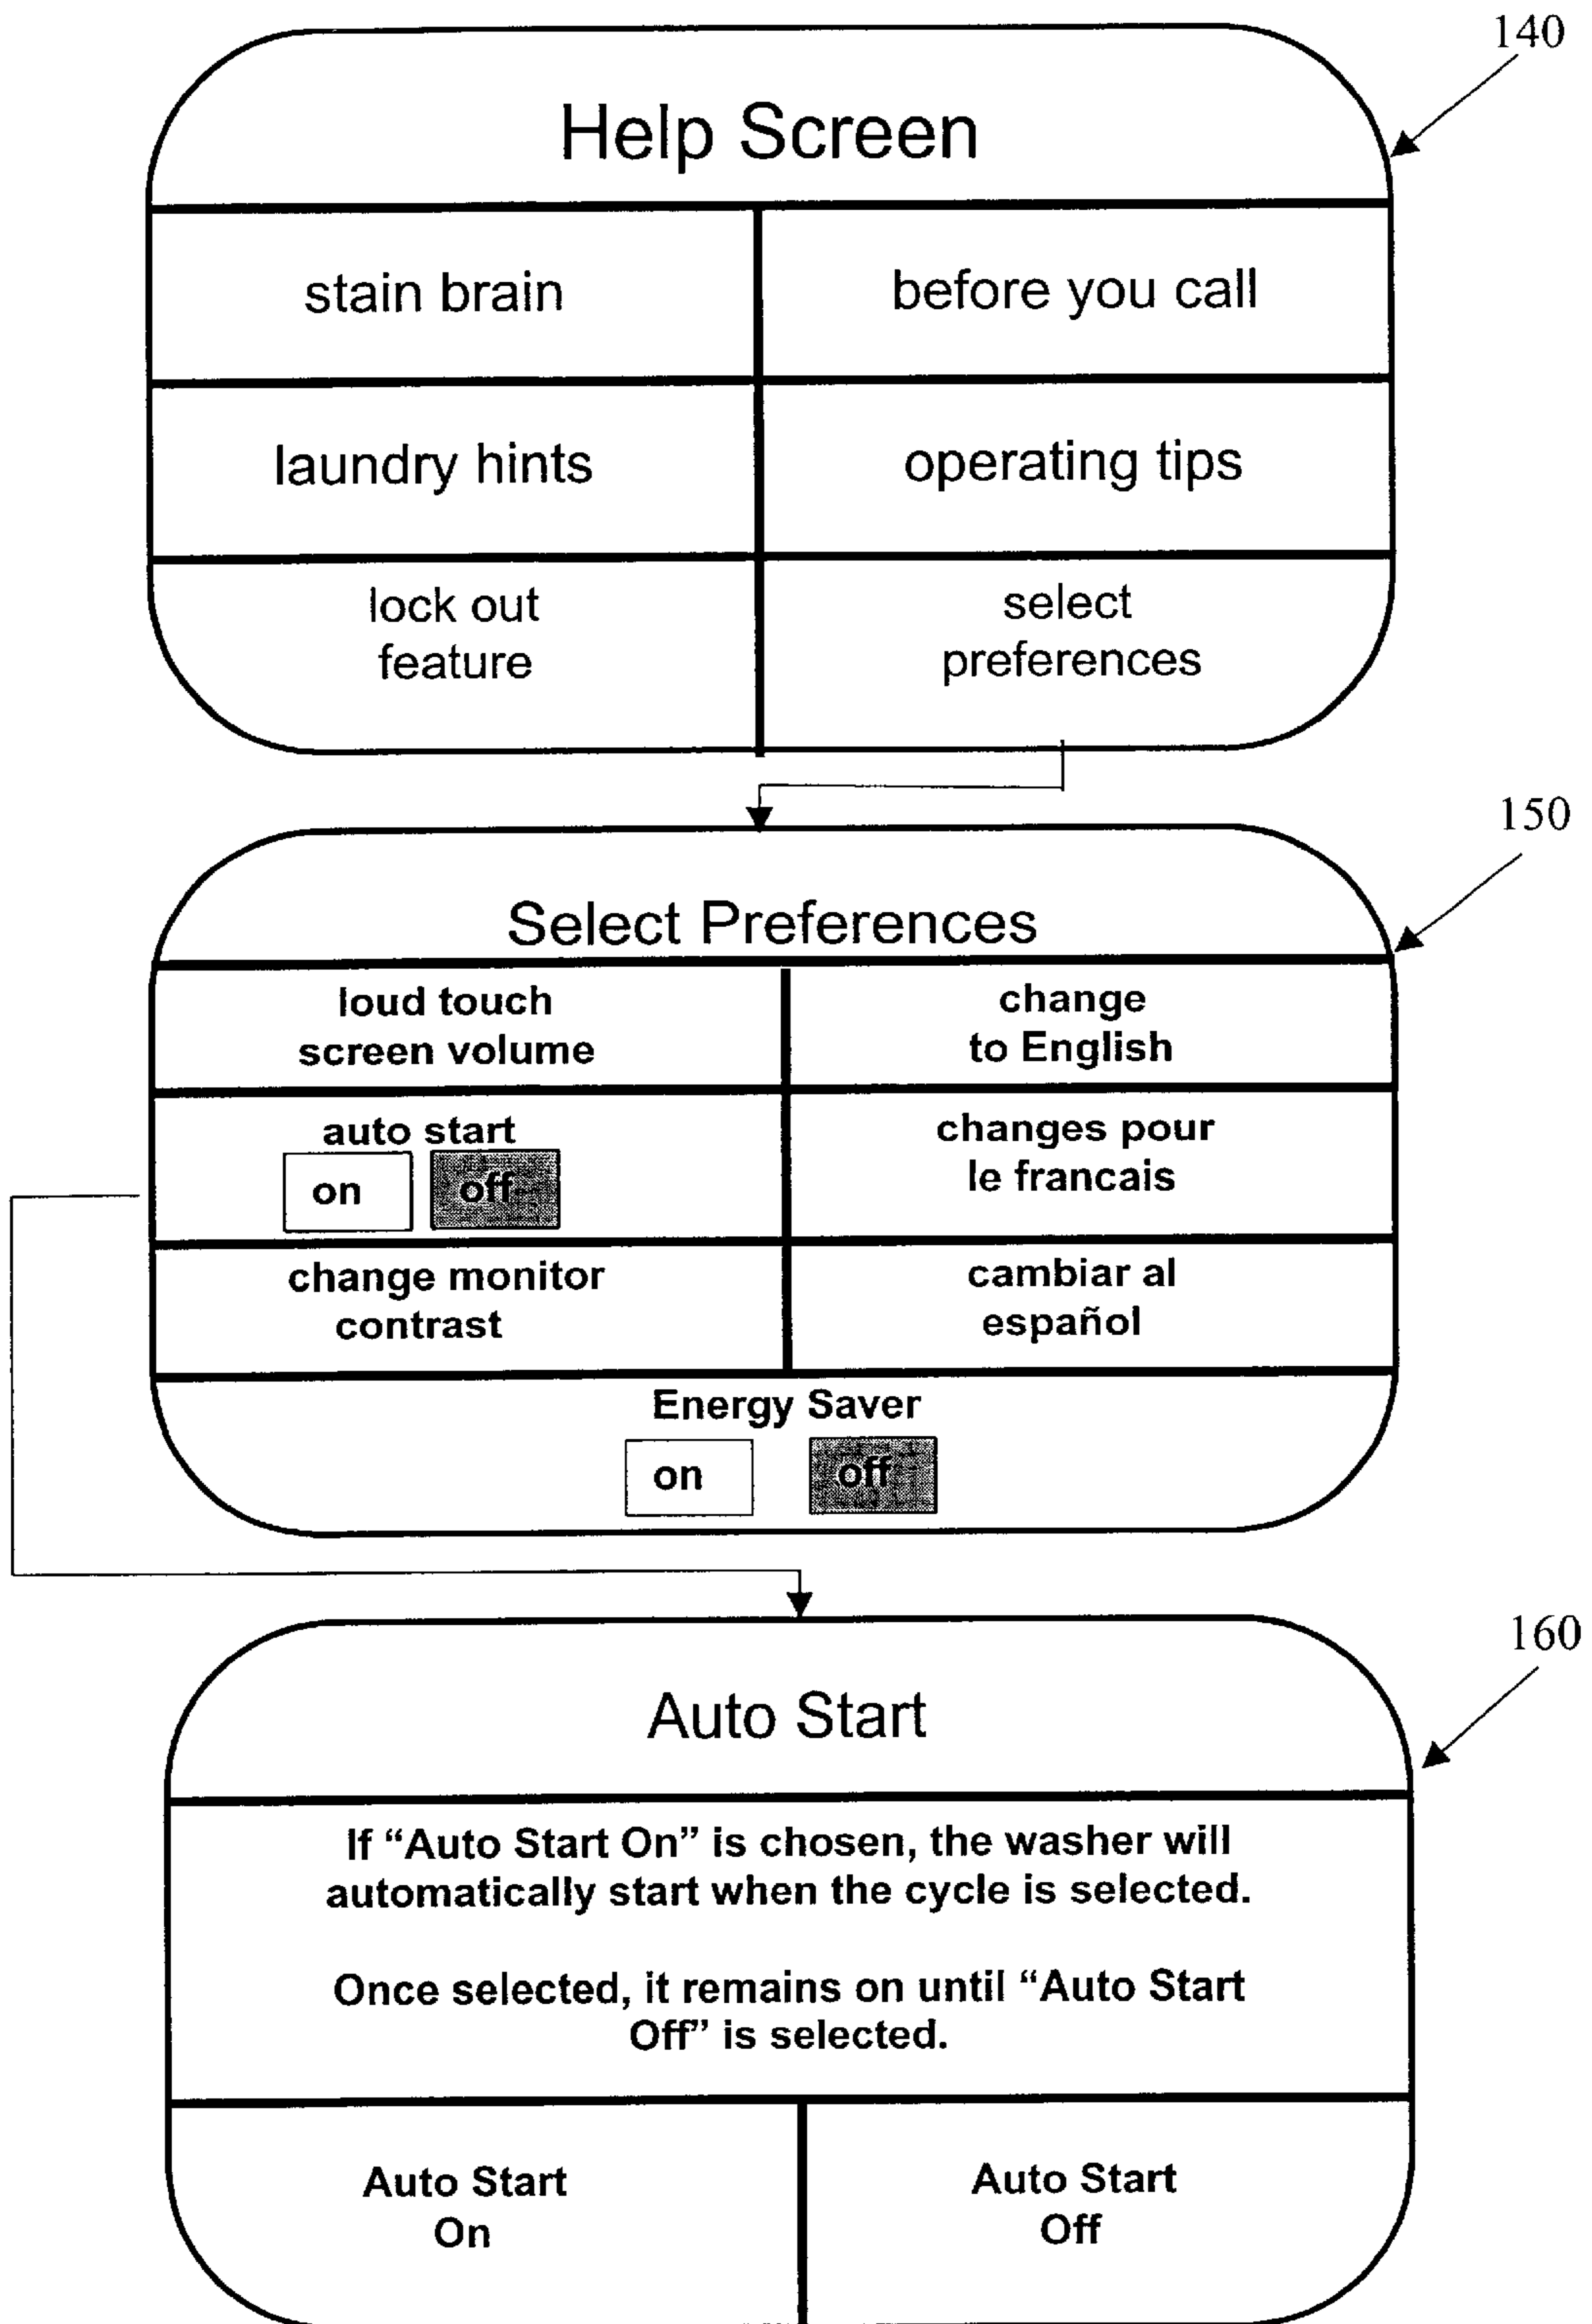 140
Help Screen
stain brain
before you call
laundry hints
operating tips
lock out
feature
select
preferences
150
Select Preferences
loud touch
screen volume
change
to English
auto start
on
off
changes pour
le francais
change monitor
contrast
cambiar al
español
Energy Saver
on
off
160
Auto Start
If “Auto Start On” is chosen, the washer will
automatically start when the cycle is selected.
Once selected, it remains on until “Auto Start
Off” is selected.
Auto Start
On
Auto Start
Off